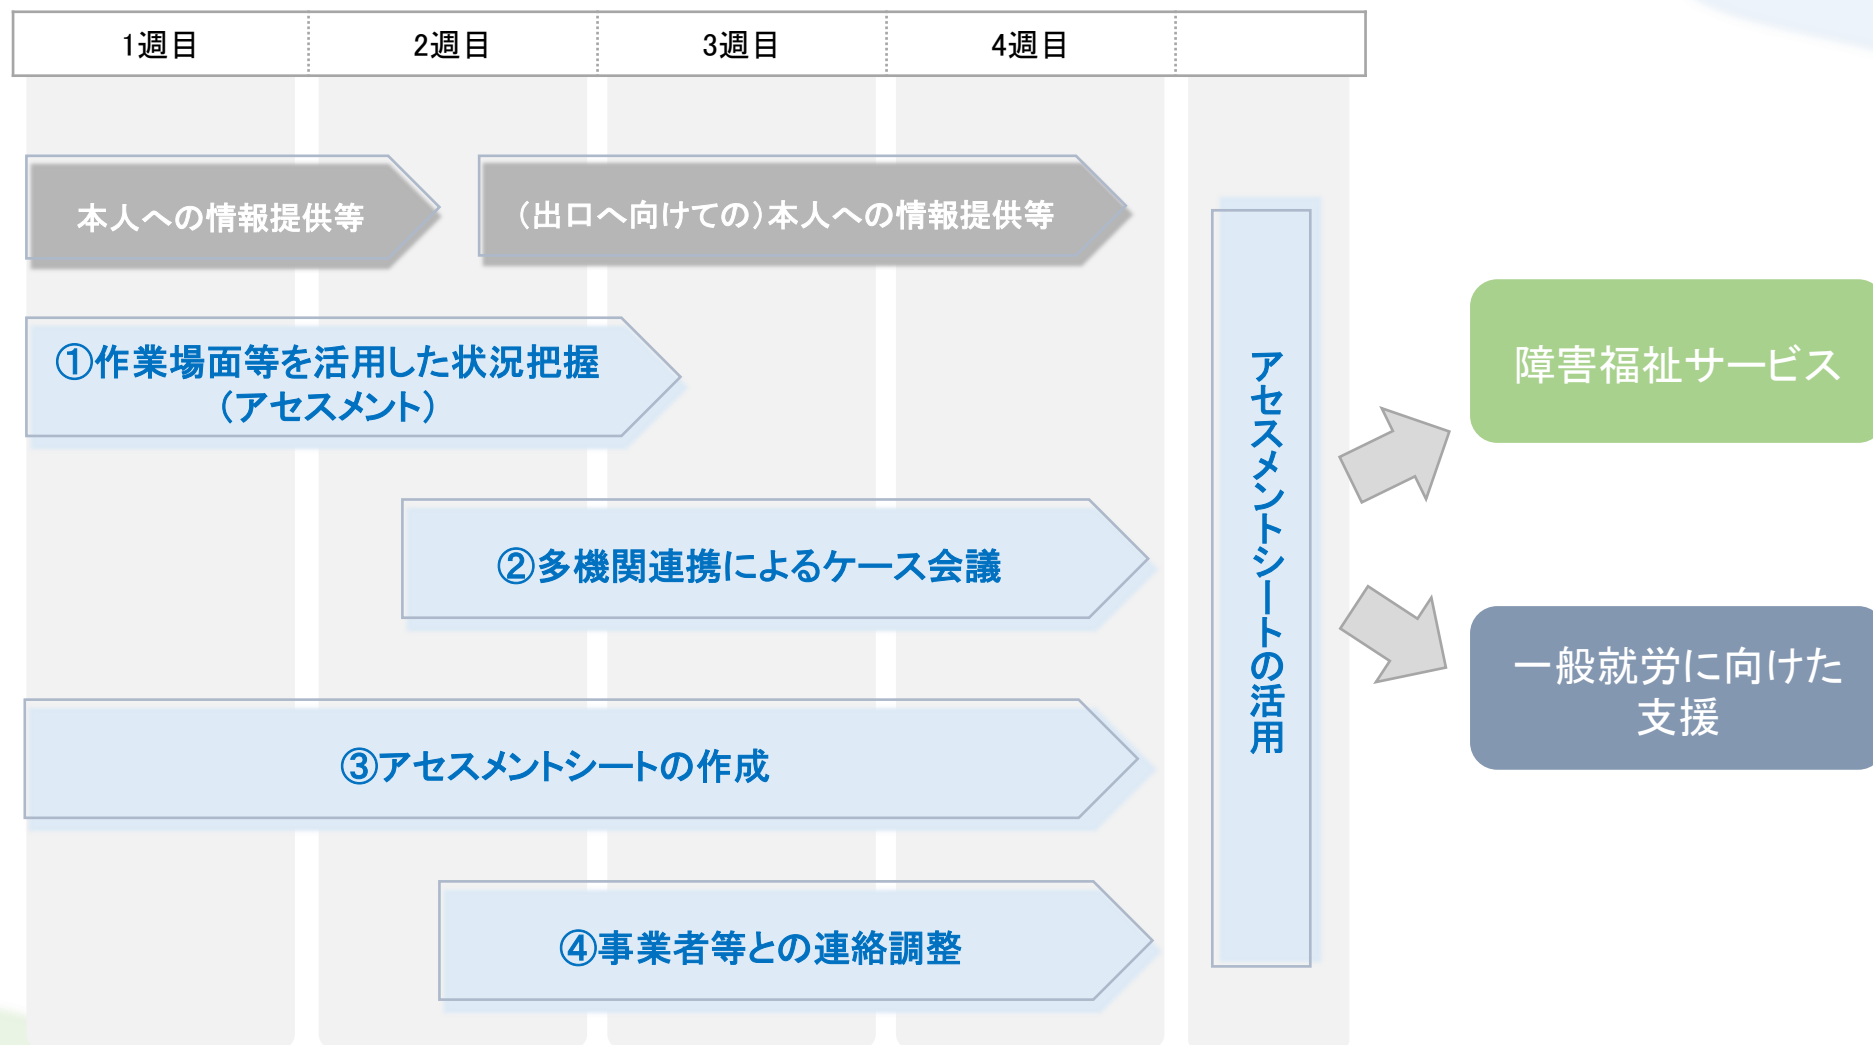 1週目
2週目
3週目
4週目
本人への情報提供等
（出口へ向けての）本人への情報提供等
①作業場面等を活用した状況把握
（アセスメント）
②多機関連携によるケース会議
③アセスメントシートの作成
④事業者等との連絡調整
アセスメントシートの活用
障害福祉サービス
一般就労に向けた
支援